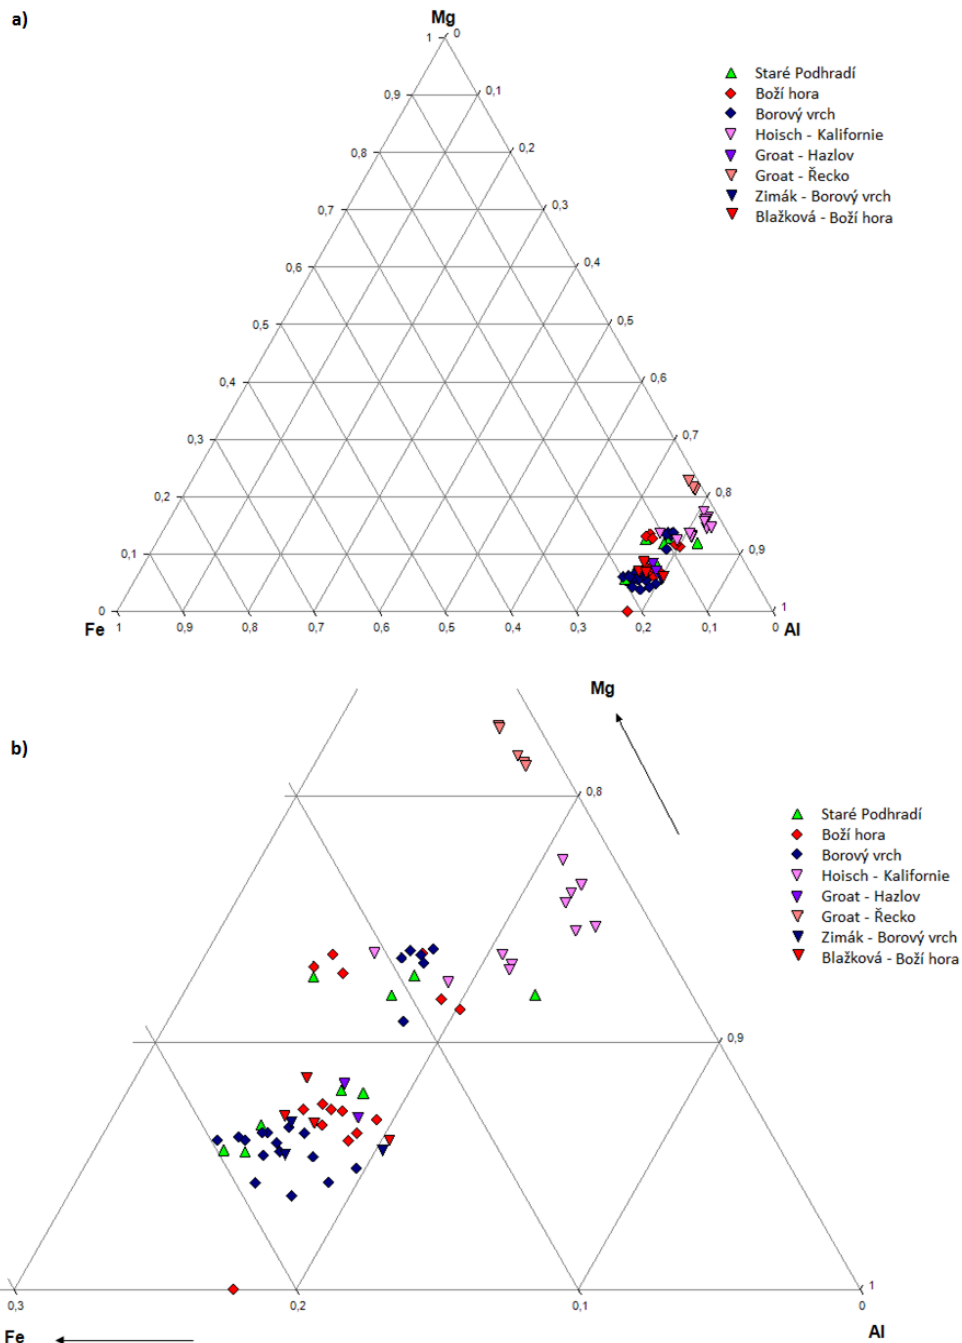 a)
Mg
1 0
0,9 0,1
0,8 0,2
0,7 0,3
0,6 0,4
0,5 0,5
0,4 0,6
0,3 0,7
0,2 0,8
0,1 0,9
0 1
Fe 1 0,9 0,8 0,7 0,6 0,5 0,4 0,3 0,2 0,1 0 Al
Staré Podhradí
Boží hora
Borový vrch
Hoisch - Kalifornie
Groat - Hazlov
Groat - Řecko
Zimák - Borový vrch
Blažková - Boží hora
b)
Mg
0,8
0,9
1
0,3 0,2 0,1 0
Fe Al
Staré Podhradí
Boží hora
Borový vrch
Hoisch - Kalifornie
Groat - Hazlov
Groat - Řecko
Zimák - Borový vrch
Blažková - Boží hora